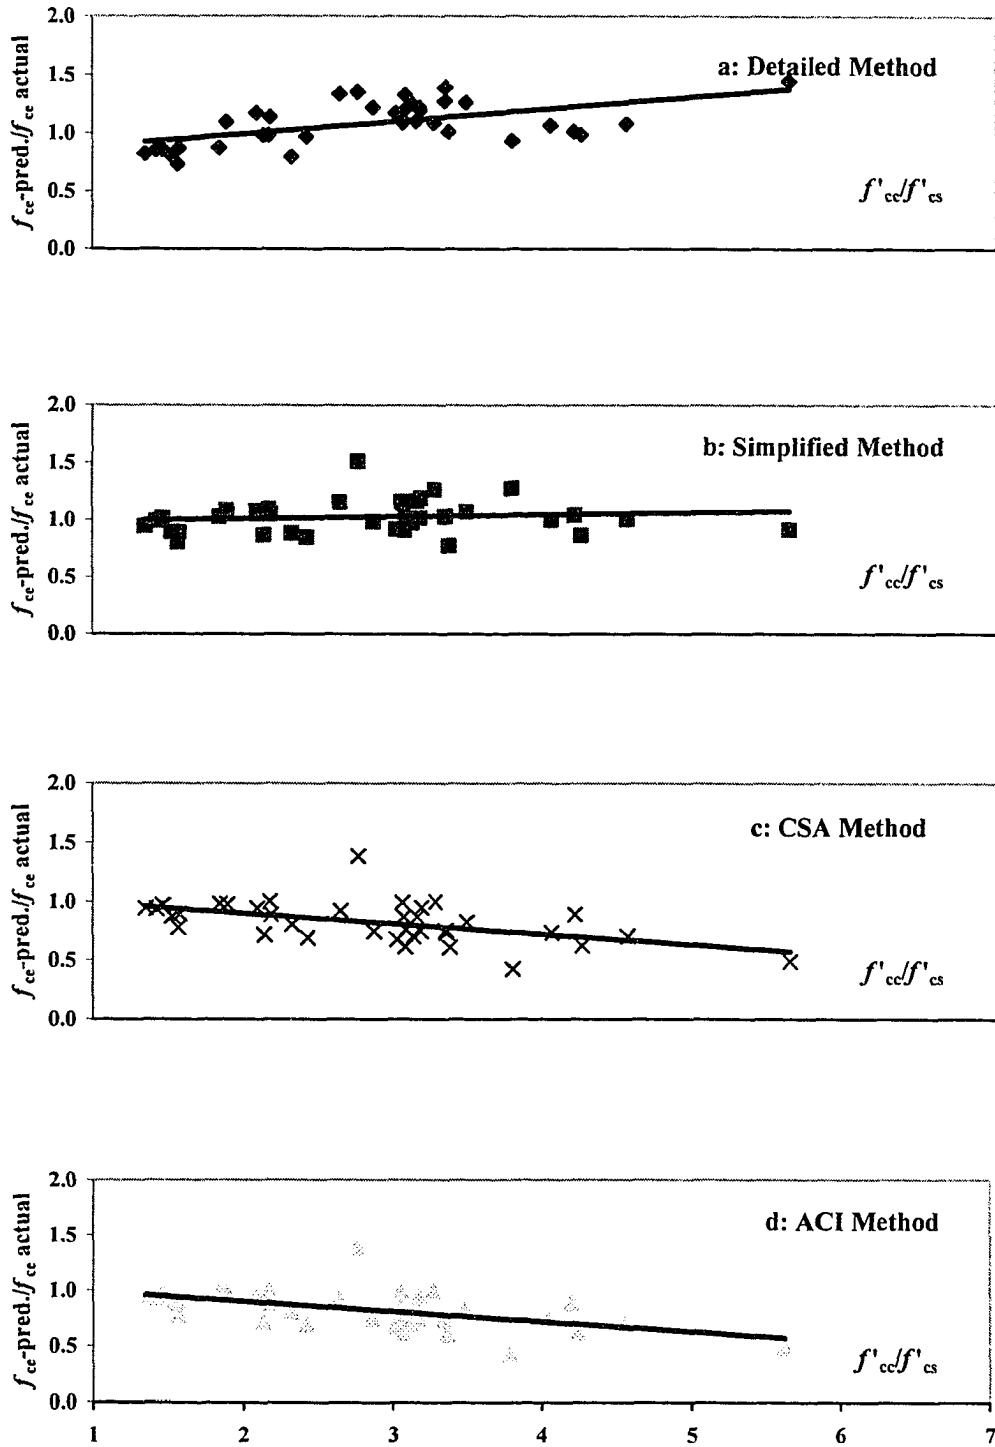 2.0
a: Detailed Method
1.5
1.0
0.5
0.0
f'cc/f'cs
fce-pred./fce actual
2.0
b: Simplified Method
1.5
1.0
0.5
0.0
f'cc/f'cs
fce-pred./fce actual
2.0
c: CSA Method
1.5
1.0
0.5
0.0
f'cc/f'cs
fce-pred./fce actual
2.0
d: ACI Method
1.5
1.0
0.5
0.0
f'cc/f'cs
fce-pred./fce actual
1 2 3 4 5 6 7